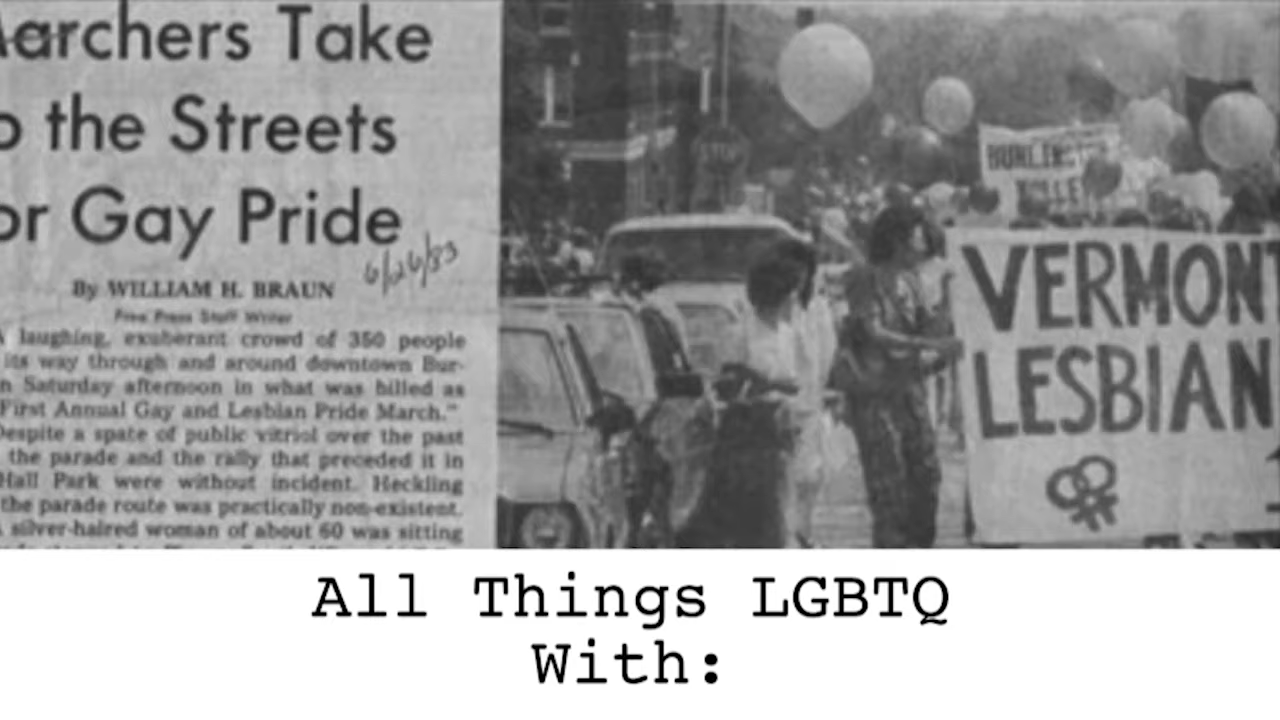 archers Take
o the Streets
or Gay Pride
6/26/83
By WILLIAM H. BRAUN
Free Press Staff Writer
A laughing, exuberant crowd of 350 people
its way through and around downtown Bur-
n Saturday afternoon in what was billed as
"First Annual Gay and Lesbian Pride March."
Despite a spate of public vitriol over the past
the parade and the rally that preceded it in
Hall Park were without incident. Heckling
the parade route was practically non-existent.
A silver-haired woman of about 60 was sitting
STOP
BURLINGT
VERMONT
LESBIAN
All Things LGBTQ
With: